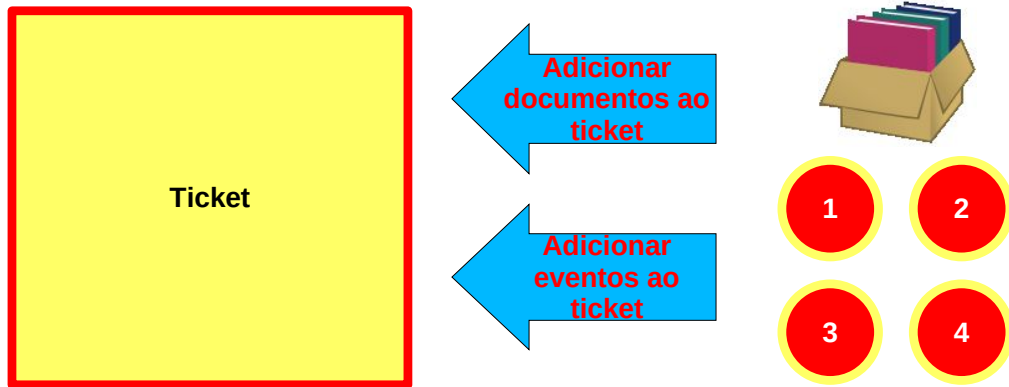 Ticket
Adicionar
documentos ao
ticket
Adicionar
eventos ao
ticket
1
2
3
4